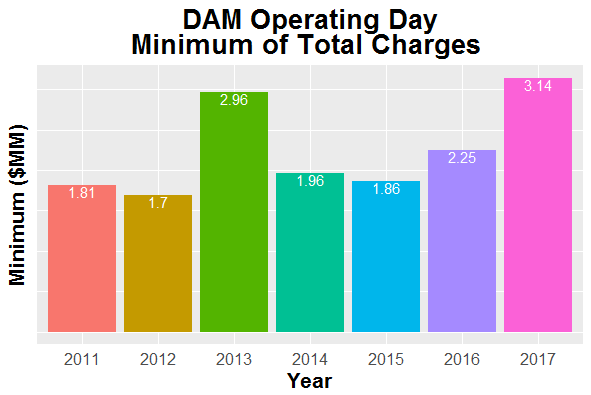 DAM Operating Day
Minimum of Total Charges
Minimum ($MM)
1.81
1.7
2.96
1.96
1.86
2.25
3.14
2011 2012 2013 2014 2015 2016 2017
Year